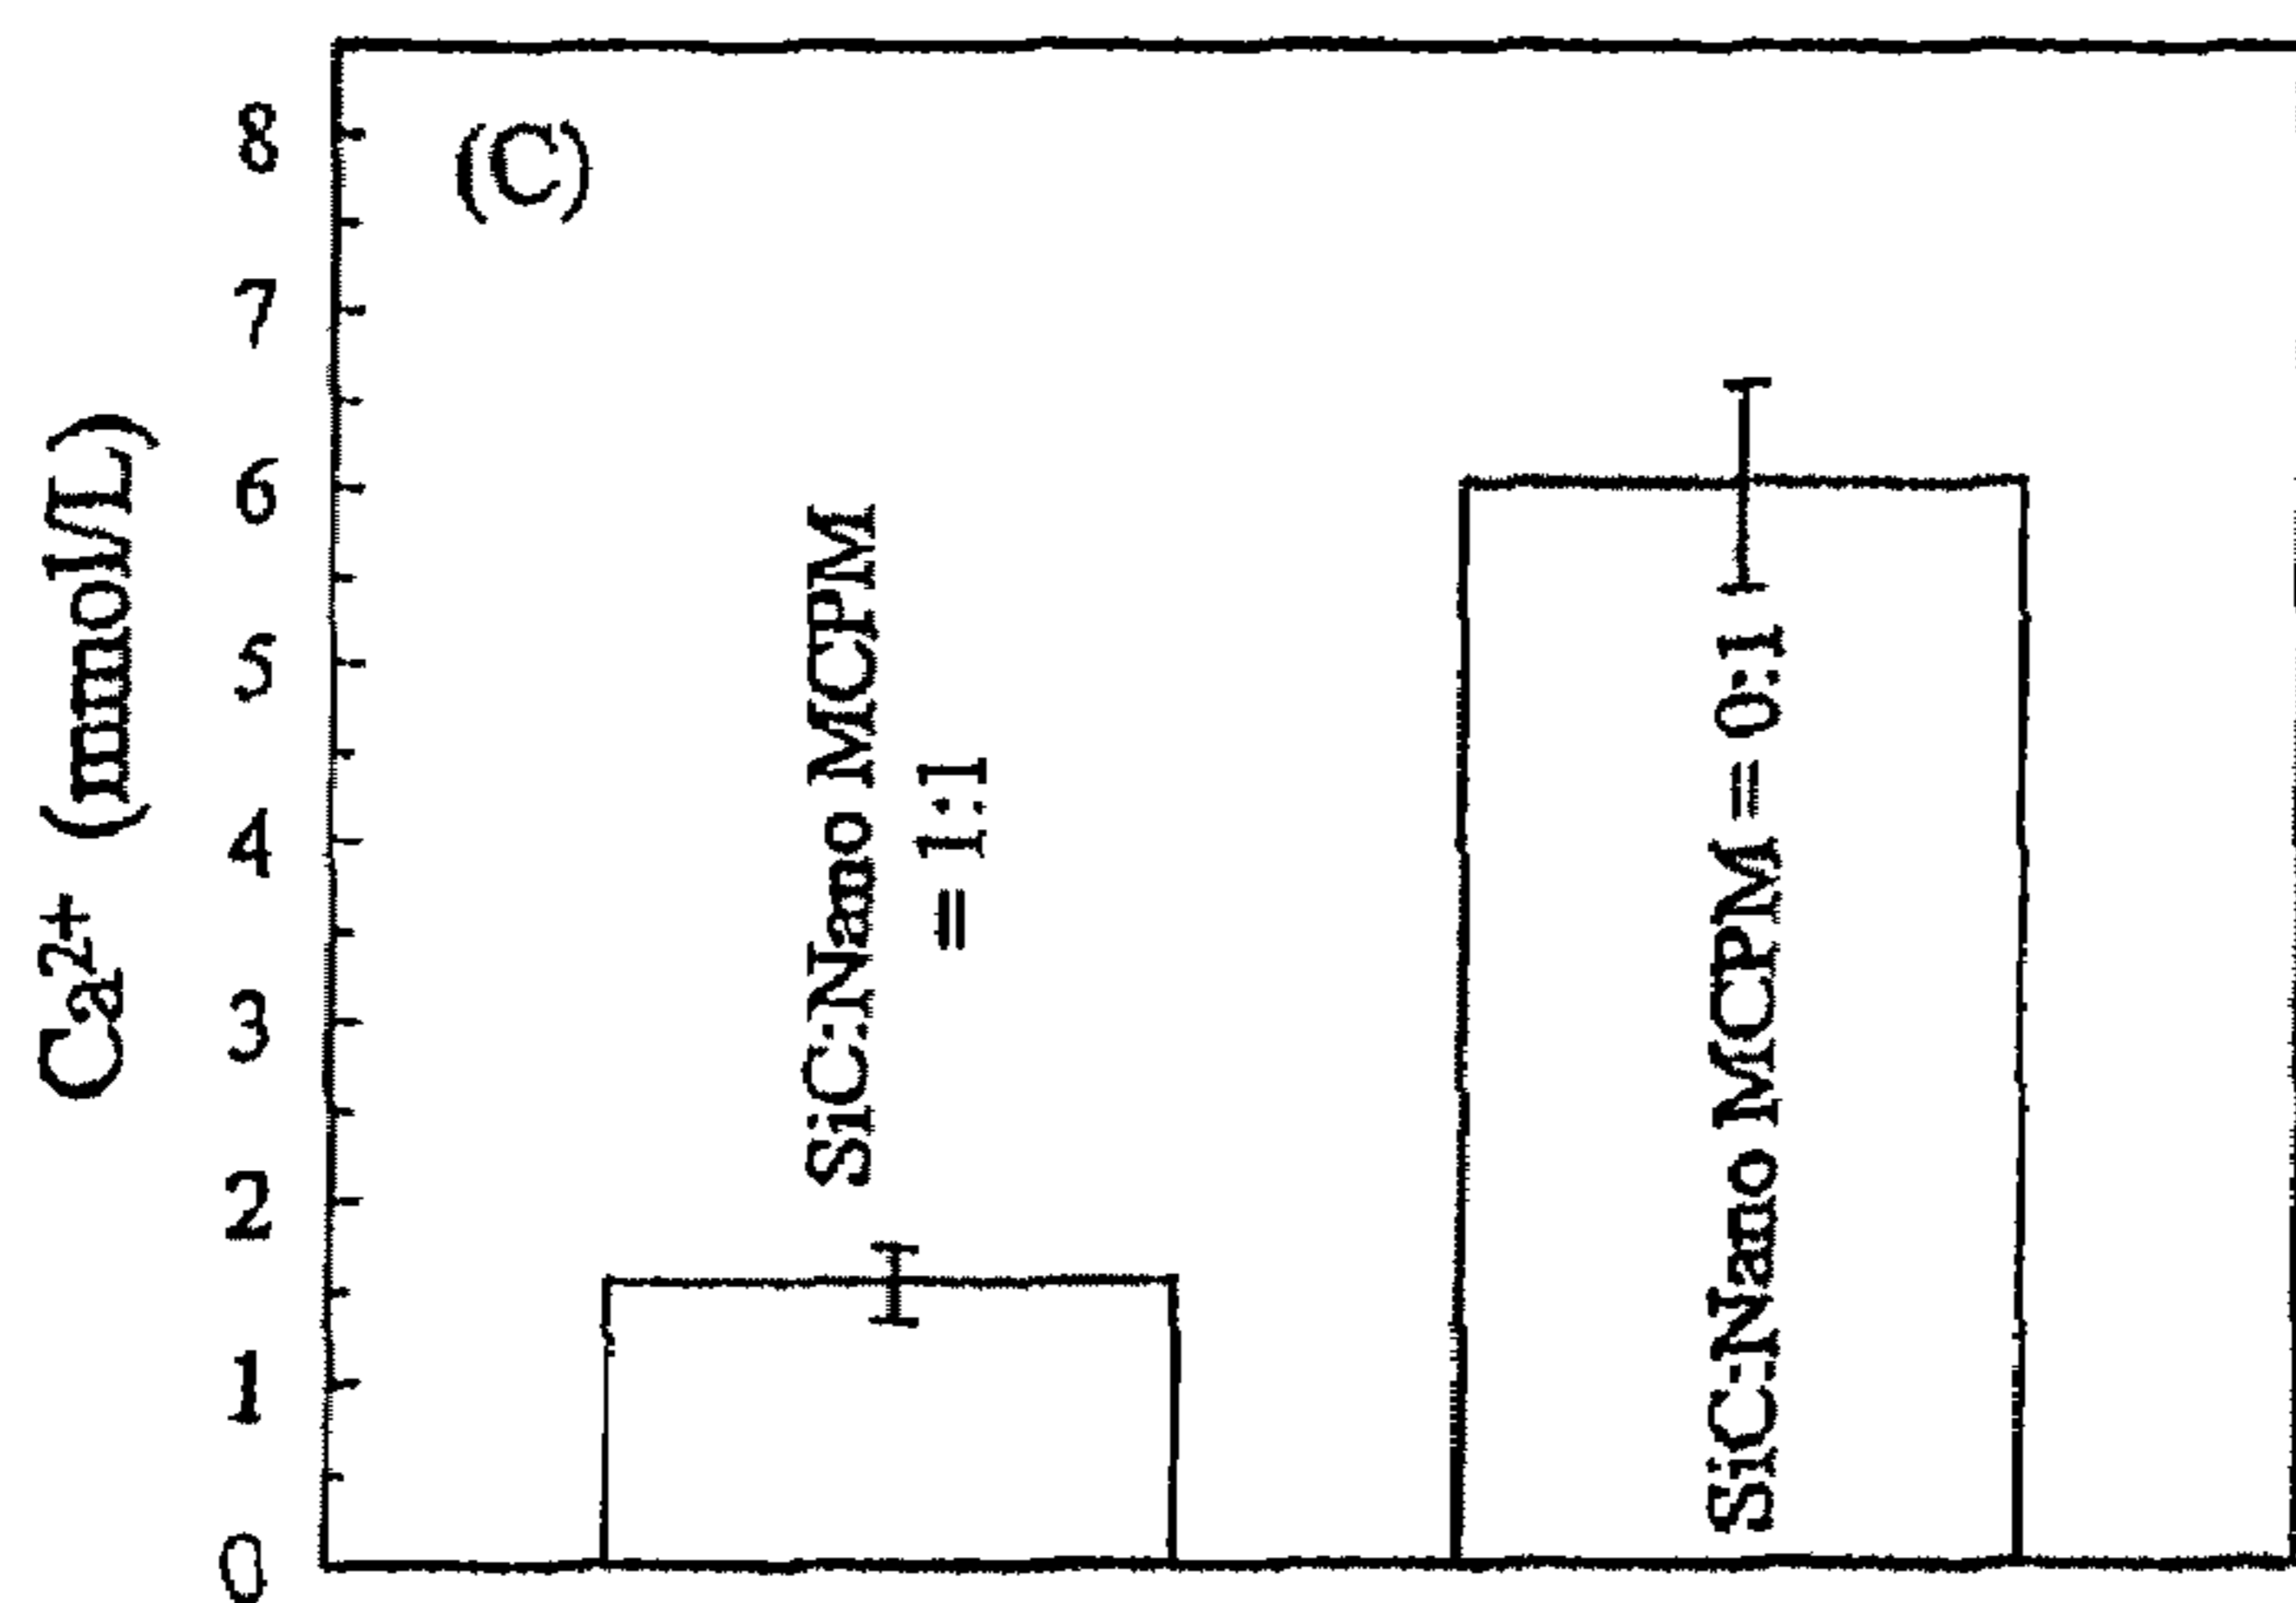 Ca²⁺ (mmol/L)
8
7
6
5
4
3
2
1
0
(C)
SiC:Nano MCPM
= 1:1
SiC:Nano MCPM = 0:1